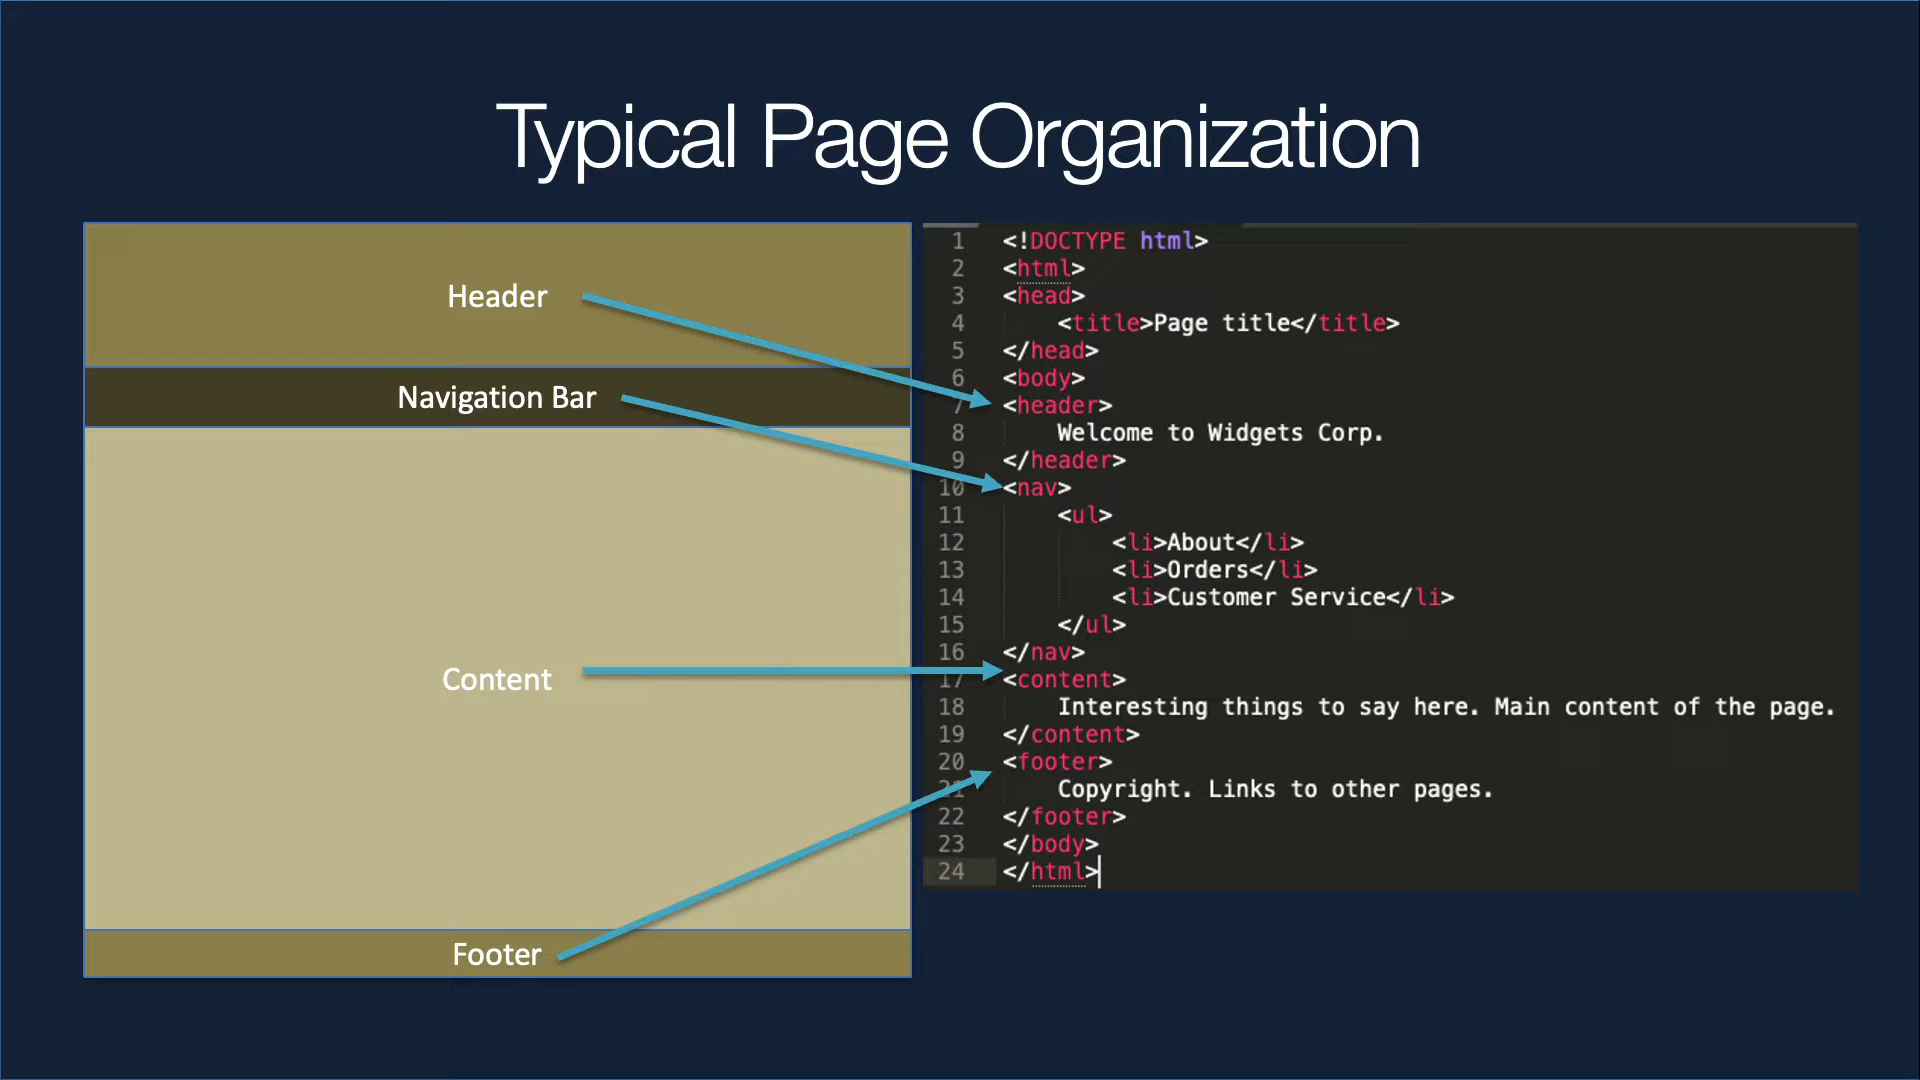 Typical Page Organization
Header
Navigation Bar
Content
Footer
1 <!DOCTYPE html>
2 <html>
3 <head>
4     <title>Page title</title>
5 </head>
6 <body>
7 <header>
8     Welcome to Widgets Corp.
9 </header>
10 <nav>
11     <ul>
12         <li>About</li>
13         <li>Orders</li>
14         <li>Customer Service</li>
15     </ul>
16 </nav>
17 <content>
18     Interesting things to say here. Main content of the page.
19 </content>
20 <footer>
21     Copyright. Links to other pages.
22 </footer>
23 </body>
24 </html>